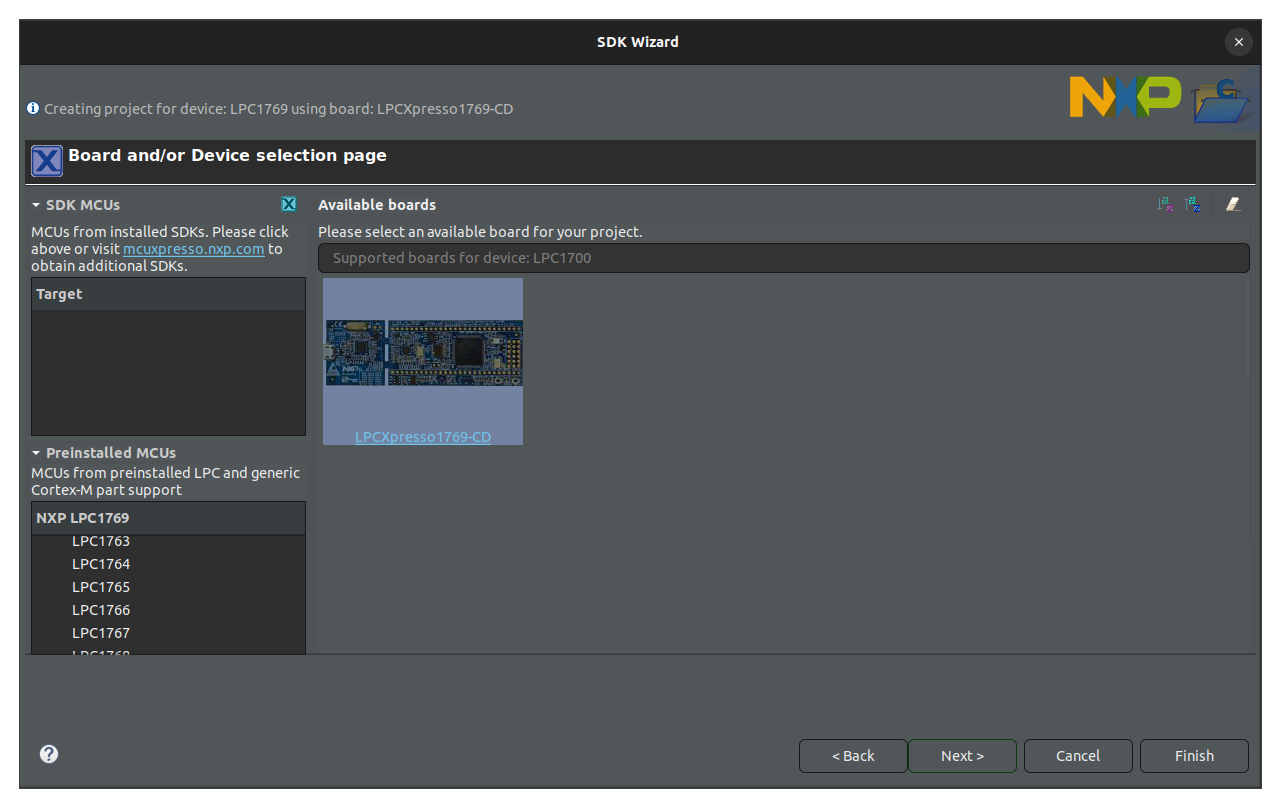 SDK Wizard
Creating project for device: LPC1769 using board: LPCXpresso1769-CD
NXP
C
Board and/or Device selection page
SDK MCUs
MCUs from installed SDKs. Please click
above or visit mcuxpresso.nxp.com to
obtain additional SDKs.
Target
Preinstalled MCUs
MCUs from preinstalled LPC and generic
Cortex-M part support
NXP LPC1769
LPC1763
LPC1764
LPC1765
LPC1766
LPC1767
LPC1768
Available boards
Please select an available board for your project.
Supported boards for device: LPC1700
NXP
LPCXpresso1769-CD
< Back
Next >
Cancel
Finish